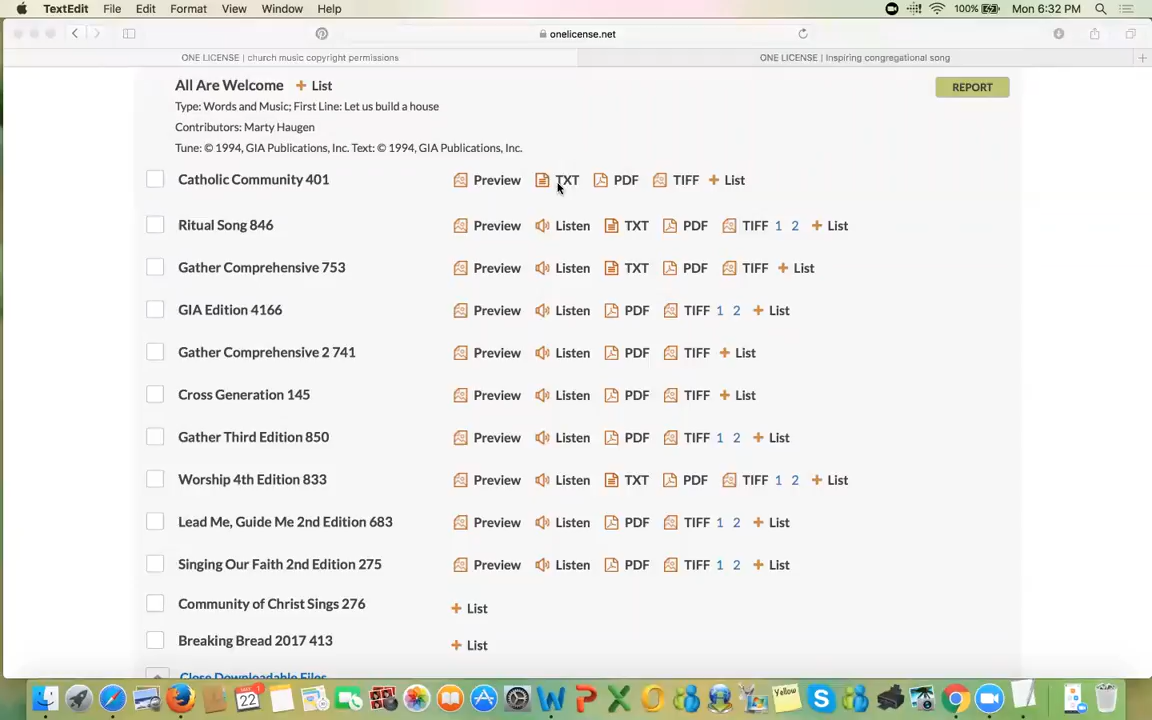 TextEdit File Edit Format View Window Help 100% Mon 6:32 PM
onelicense.net
ONE LICENSE | church music copyright permissions ONE LICENSE | Inspiring congregational song
All Are Welcome + List REPORT
Type: Words and Music; First Line: Let us build a house
Contributors: Marty Haugen
Tune: © 1994, GIA Publications, Inc. Text: © 1994, GIA Publications, Inc.
Catholic Community 401 Preview TXT PDF TIFF + List
Ritual Song 846 Preview Listen TXT PDF TIFF 1 2 + List
Gather Comprehensive 753 Preview Listen TXT PDF TIFF + List
GIA Edition 4166 Preview Listen PDF TIFF 1 2 + List
Gather Comprehensive 2 741 Preview Listen PDF TIFF + List
Cross Generation 145 Preview Listen PDF TIFF + List
Gather Third Edition 850 Preview Listen PDF TIFF 1 2 + List
Worship 4th Edition 833 Preview Listen TXT PDF TIFF 1 2 + List
Lead Me, Guide Me 2nd Edition 683 Preview Listen PDF TIFF 1 2 + List
Singing Our Faith 2nd Edition 275 Preview Listen PDF TIFF 1 2 + List
Community of Christ Sings 276 + List
Breaking Bread 2017 413 + List
Close Downloadable Files
22 Yellow